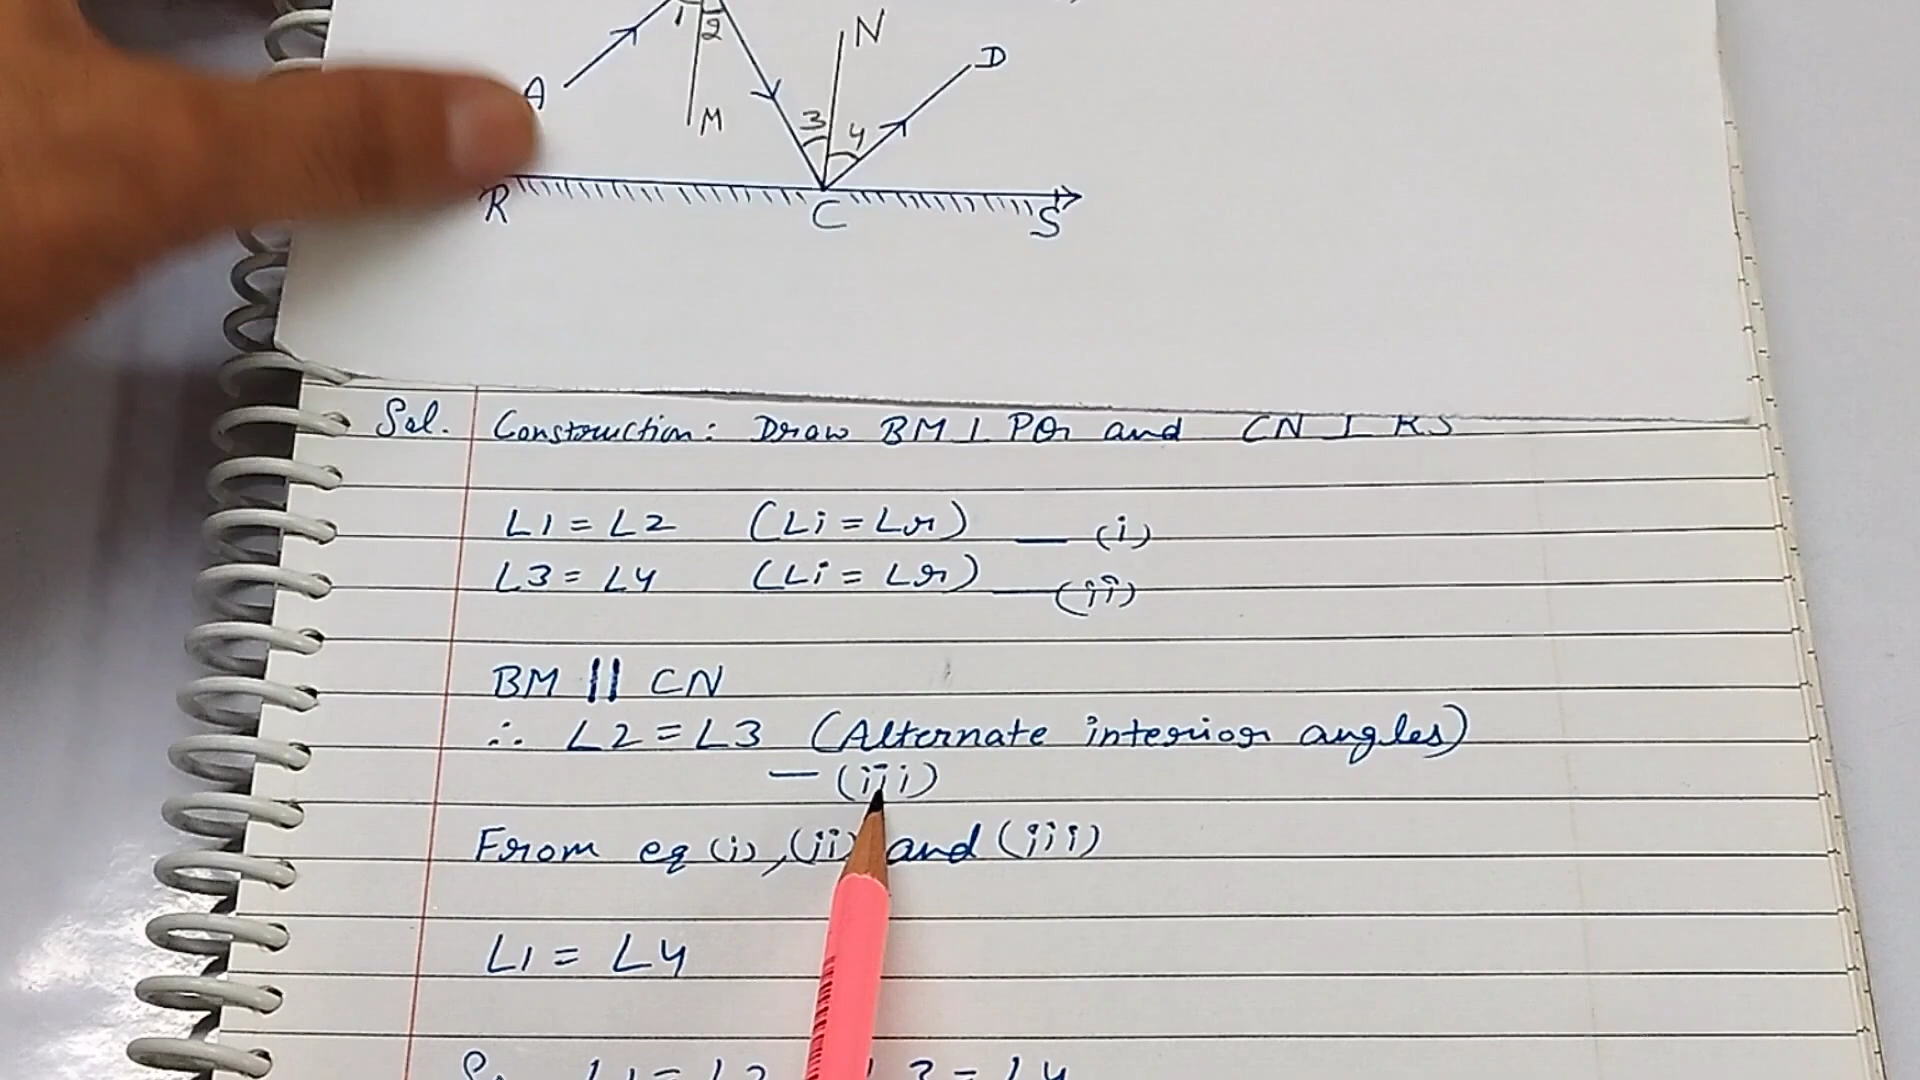 1 2 N D
A
M 3 4
R C S
Sol. Construction: Draw BM ⊥ PQ and CN ⊥ RS
∠1 = ∠2 (∠i = ∠r) — (i)
∠3 = ∠4 (∠i = ∠r) — (ii)
BM || CN
∴ ∠2 = ∠3 (Alternate interior angles)
— (iii)
From eq (i), (ii) and (iii)
∠1 = ∠4